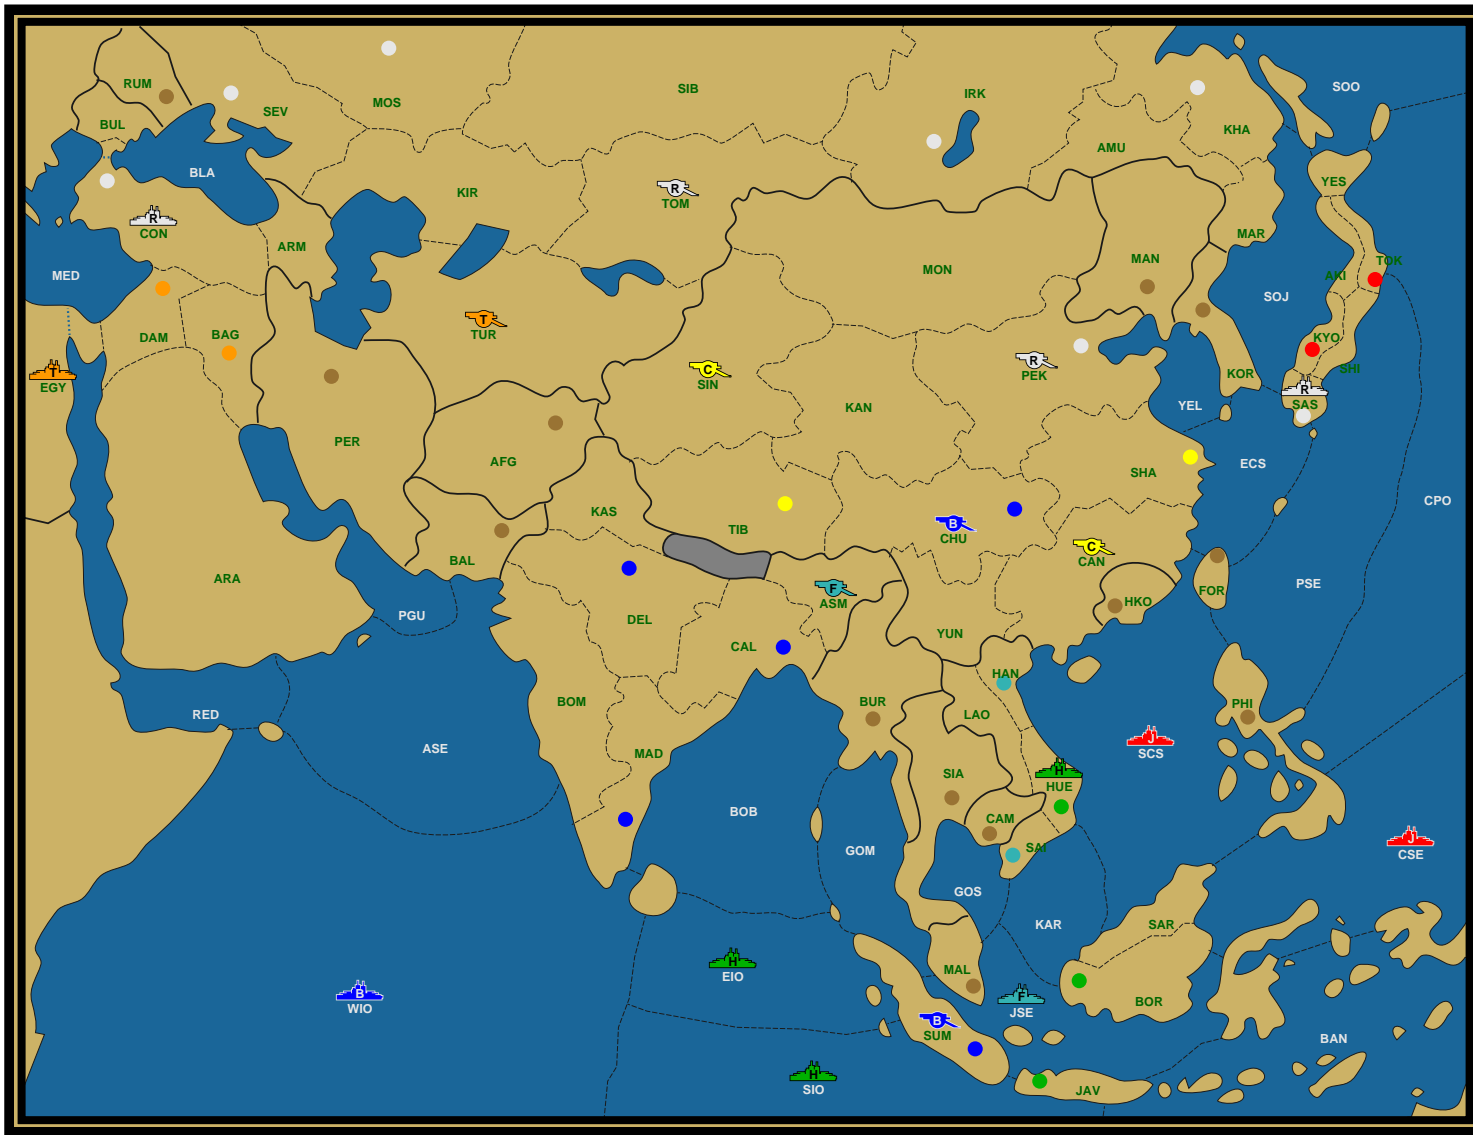 RUM
SEV
MOS
SIB
IRK
SOO
BUL
KHA
AMU
BLA
YES
KIR
R
TOM
R
CON
ARM
MAR
MED
MON
MAN
TOK
AKI
SOJ
T
TUR
DAM
BAG
KYO
T
EGY
C
SIN
R
PEK
KOR
SHI
R
SAS
KAN
YEL
PER
AFG
ECS
SHA
CPO
KAS
TIB
B
CHU
C
CAN
BAL
ARA
PGU
F
ASM
FOR
PSE
HKO
DEL
CAL
YUN
HAN
BOM
BUR
PHI
RED
LAO
ASE
MAD
J
SCS
SIA
H
HUE
BOB
CAM
J
CSE
SAI
GOM
GOS
KAR
SAR
H
EIO
MAL
B
WIO
F
JSE
BOR
B
SUM
BAN
H
SIO
JAV